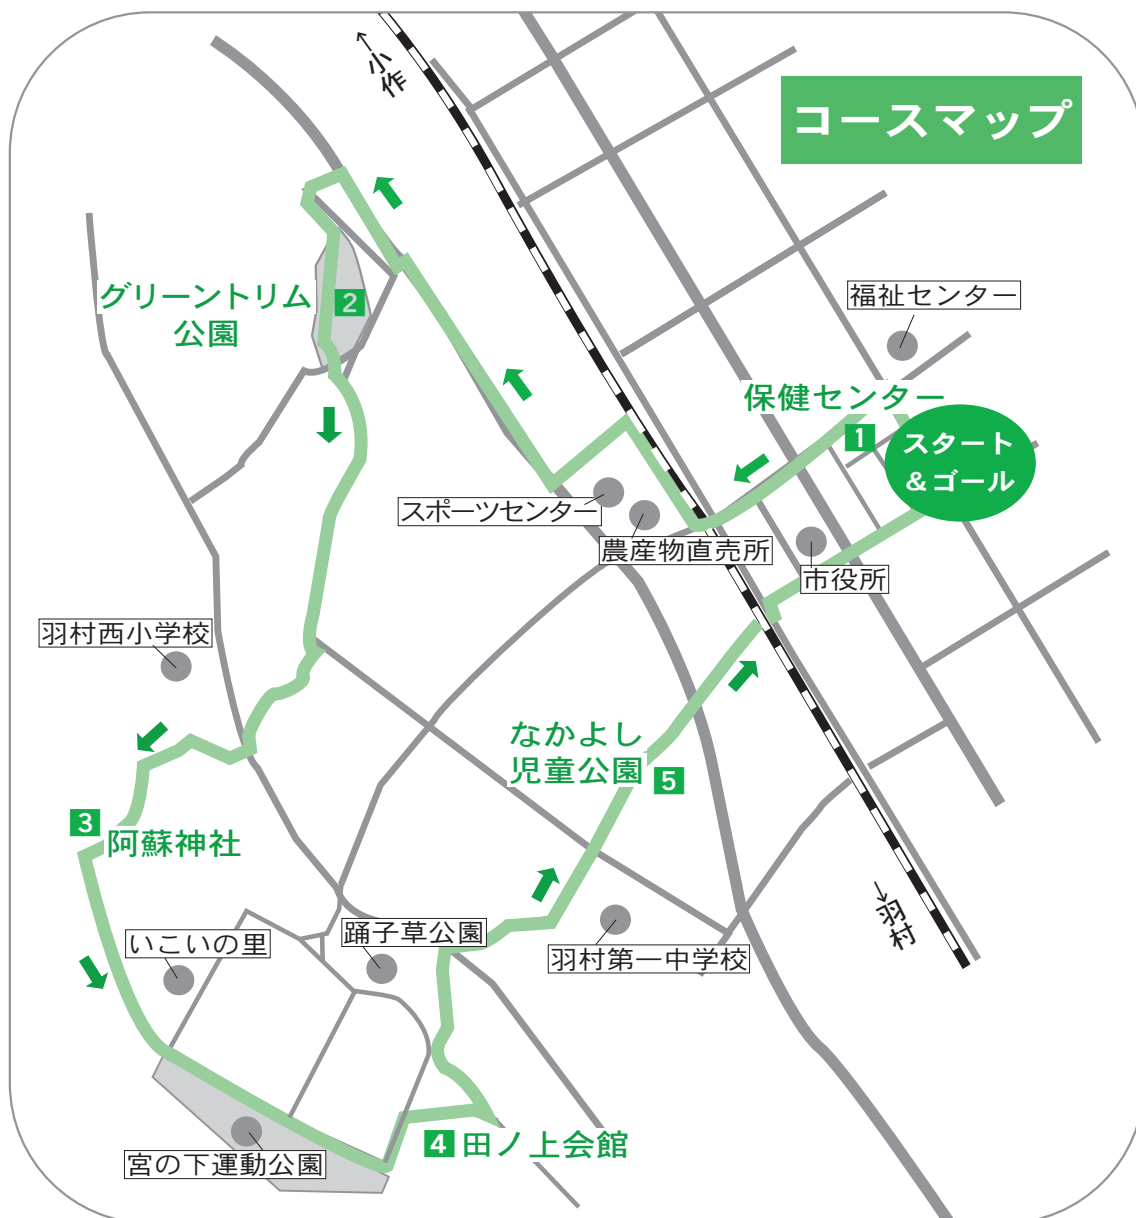 コースマップ
←小作
福祉センター
グリーントリム
公園
2
保健センター
1
スタート
&ゴール
スポーツセンター
農産物直売所
市役所
羽村西小学校
なかよし
児童公園
5
3
阿蘇神社
→羽村
踊子草公園
いこいの里
羽村第一中学校
4 田ノ上会館
宮の下運動公園